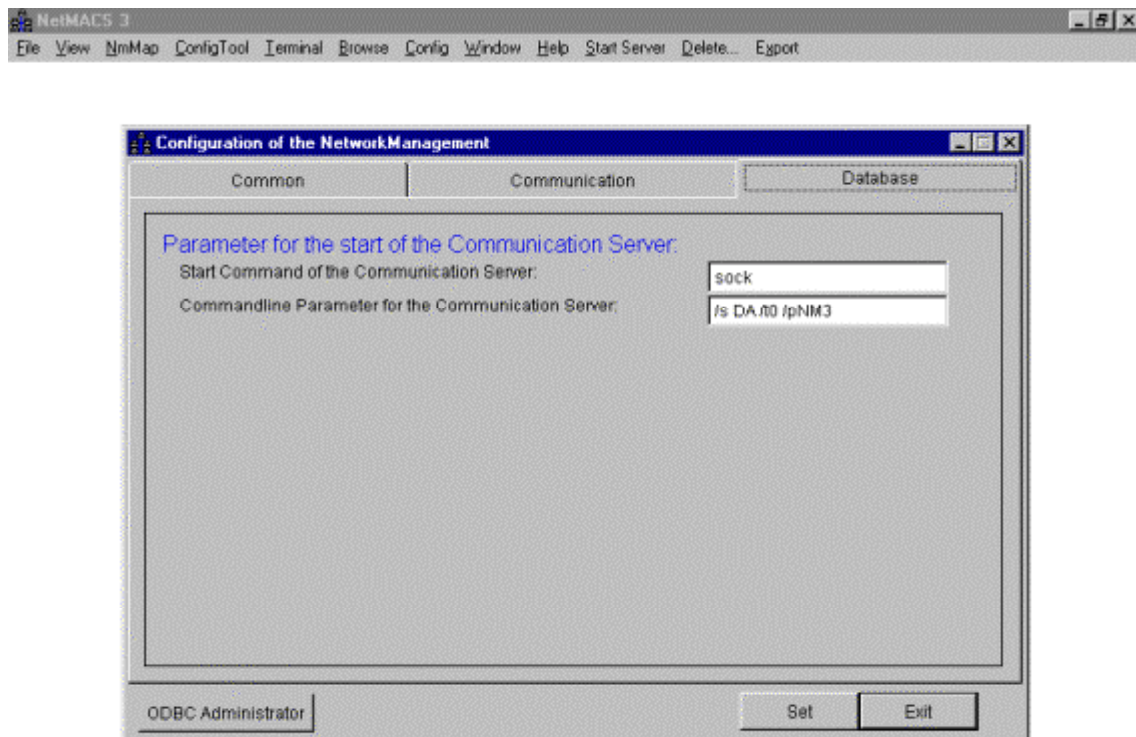 NetMACS 3
File View NmMap ConfigTool Terminal Browse Config Window Help Start Server Delete... Export
Configuration of the NetworkManagement
Common Communication Database
Parameter for the start of the Communication Server:
Start Command of the Communication Server: sock
Commandline Parameter for the Communication Server: /s DA /t0 /pNM3
ODBC Administrator Set Exit